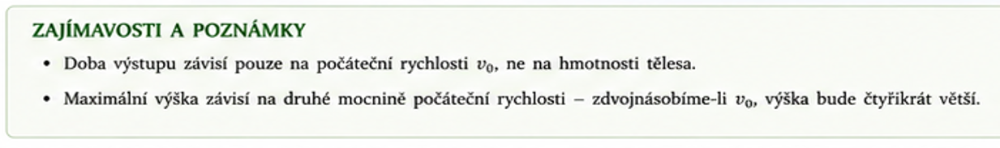 ZAJÍMAVOSTI A POZNÁMKY
• Doba výstupu závisí pouze na počáteční rychlosti v₀, ne na hmotnosti tělesa.
• Maximální výška závisí na druhé mocnině počáteční rychlosti – zdvojnásobíme-li v₀, výška bude čtyřikrát větší.